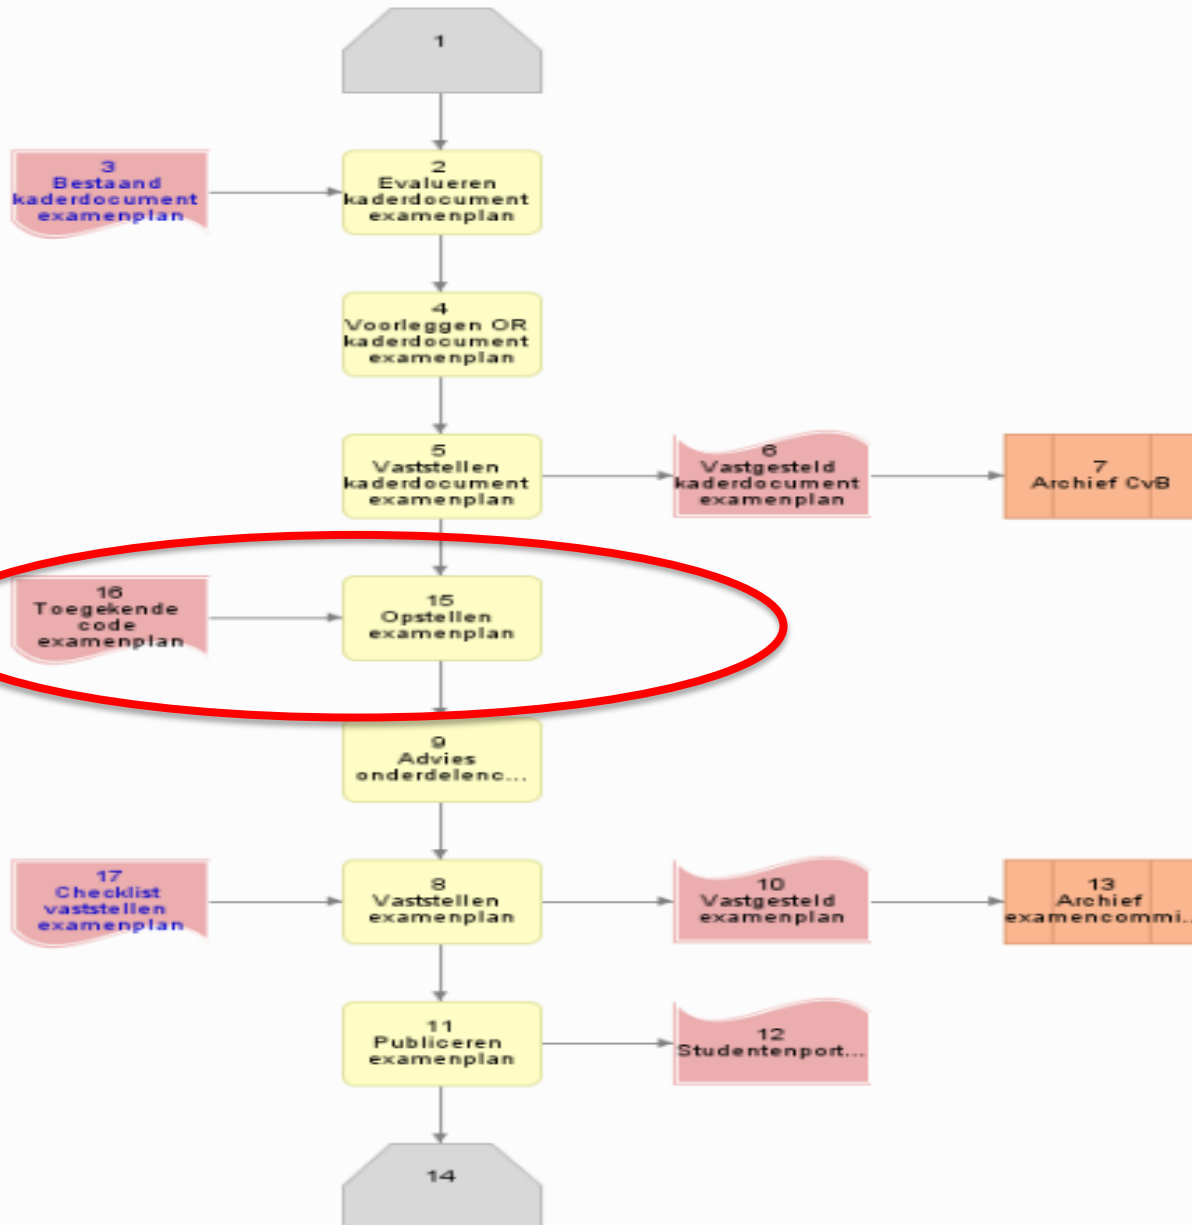 1
3
Bestaand
kaderdocument
examenplan
2
Evalueren
kaderdocument
examenplan
4
Voorleggen OR
kaderdocument
examenplan
5
Vaststellen
kaderdocument
examenplan
6
Vastgesteld
kaderdocument
examenplan
7
Archief CvB
16
Toegekende
code
examenplan
15
Opstellen
examenplan
9
Advies
onderdelenc...
17
Checklist
vaststellen
examenplan
8
Vaststellen
examenplan
10
Vastgesteld
examenplan
13
Archief
examencommi...
11
Publiceren
examenplan
12
Studentenport...
14